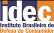 idec
Instituto Brasileiro de
Defesa do Consumidor